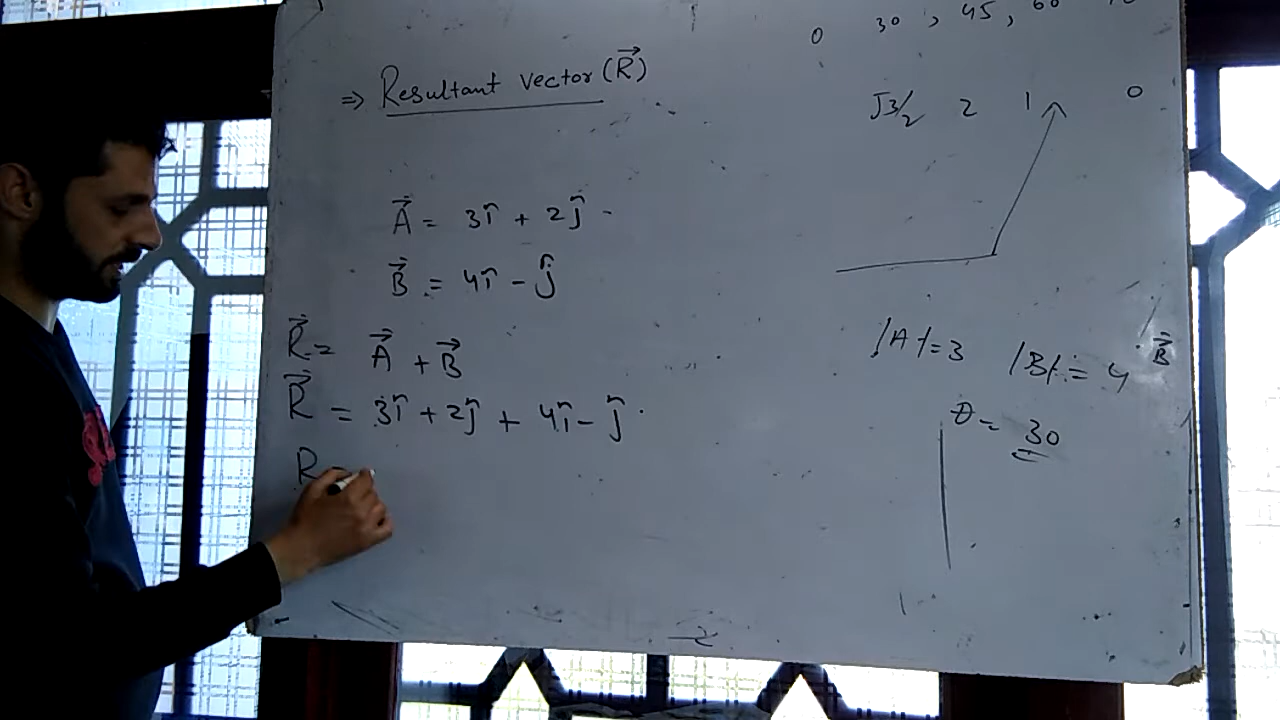 ⇒ Resultant vector (R⃗)
A⃗ = 3î + 2ĵ
B⃗ = 4î - ĵ
R⃗ = A⃗ + B⃗
R⃗ = 3î + 2ĵ + 4î - ĵ
R =
0 30, 45, 60
√3/2 2 1 0
|A| = 3 |B| = 4 B⃗
θ = 30